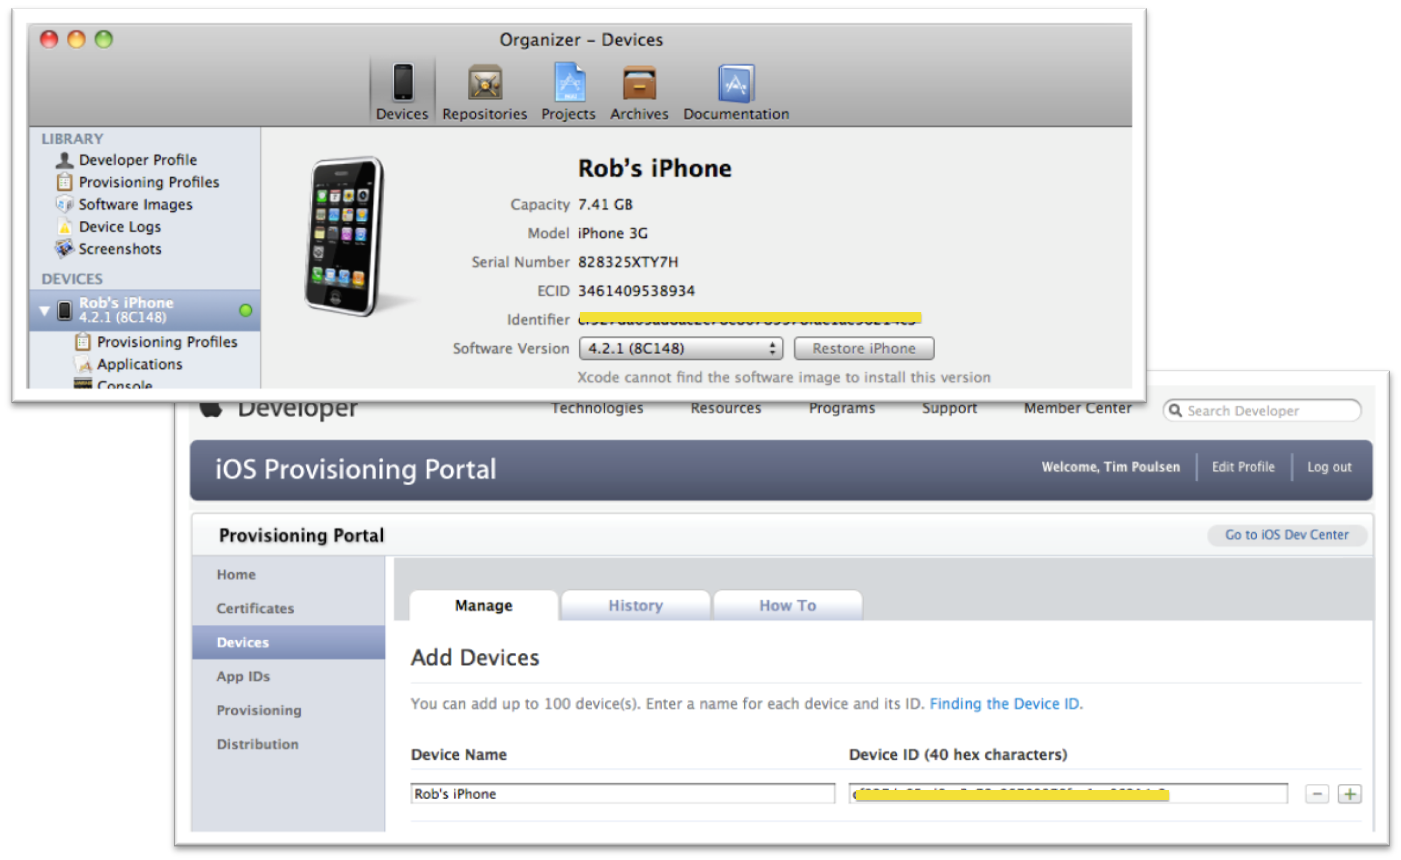 Organizer – Devices
Devices Repositories Projects Archives Documentation
LIBRARY
Developer Profile
Provisioning Profiles
Software Images
Device Logs
Screenshots
DEVICES
Rob's iPhone
4.2.1 (8C148)
Provisioning Profiles
Applications
Console
Rob's iPhone
Capacity 7.41 GB
Model iPhone 3G
Serial Number 828325XTY7H
ECID 3461409538934
Identifier
Software Version 4.2.1 (8C148) Restore iPhone
Xcode cannot find the software image to install this version
Developer Technologies Resources Programs Support Member Center Search Developer
iOS Provisioning Portal Welcome, Tim Poulsen Edit Profile Log out
Provisioning Portal Go to iOS Dev Center
Home
Certificates
Devices
App IDs
Provisioning
Distribution
Manage History How To
Add Devices
You can add up to 100 device(s). Enter a name for each device and its ID. Finding the Device ID.
Device Name Device ID (40 hex characters)
Rob's iPhone